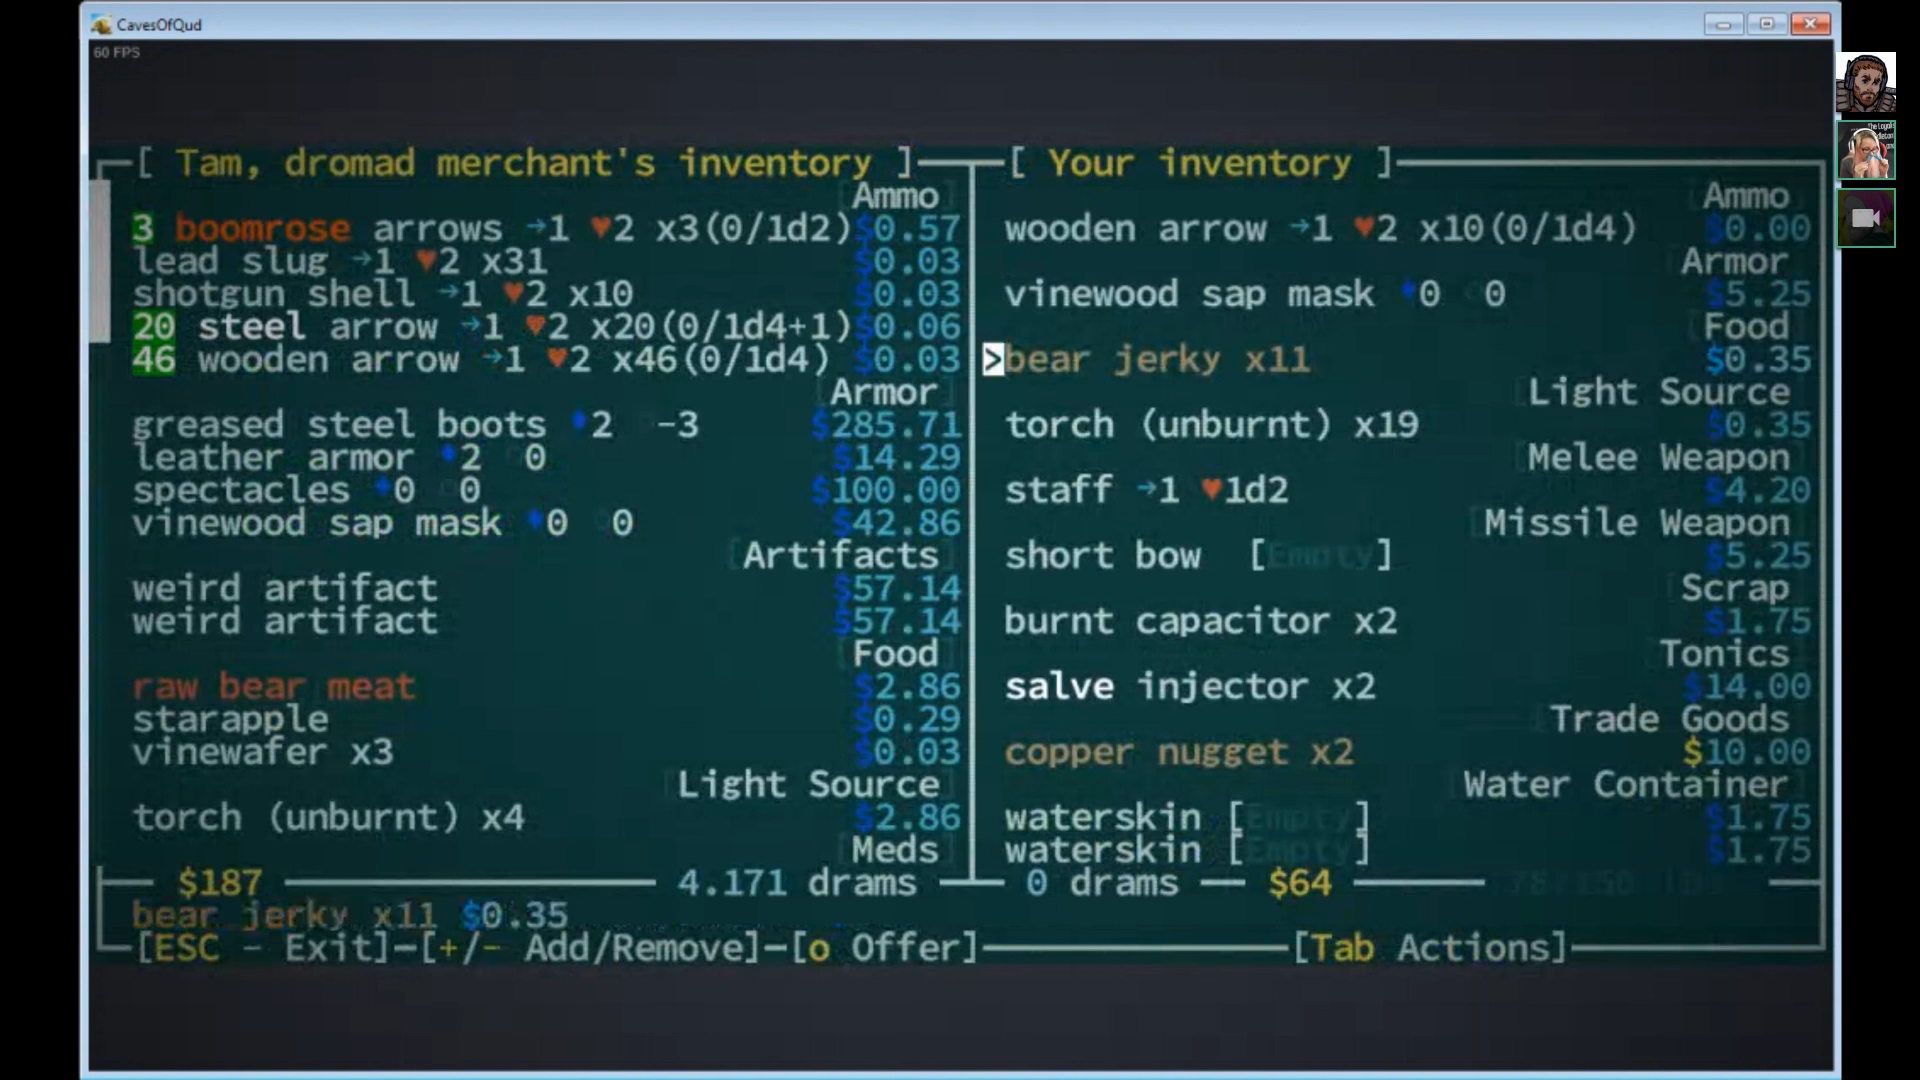 CavesOfQud
60 FPS
[ Tam, dromad merchant's inventory ]
[Ammo]
3 boomrose arrows →1 ♥2 x3(0/1d2) $0.57
lead slug →1 ♥2 x31 $0.03
shotgun shell →1 ♥2 x10 $0.03
20 steel arrow →1 ♥2 x20(0/1d4+1) $0.06
46 wooden arrow →1 ♥2 x46(0/1d4) $0.03
[Armor]
greased steel boots ♦2 ○-3 $285.71
leather armor ♦2 ○0 $14.29
spectacles ♦0 ○0 $100.00
vinewood sap mask ♦0 ○0 $42.86
[Artifacts]
weird artifact $57.14
weird artifact $57.14
[Food]
raw bear meat $2.86
starapple $0.29
vinewafer x3 $0.03
[Light Source]
torch (unburnt) x4 $2.86
[Meds]
$187 4.171 drams
[ Your inventory ]
[Ammo]
wooden arrow →1 ♥2 x10(0/1d4) $0.00
[Armor]
vinewood sap mask ♦0 ○0 $5.25
[Food]
>bear jerky x11 $0.35
[Light Source]
torch (unburnt) x19 $0.35
[Melee Weapon]
staff →1 ♥1d2 $4.20
[Missile Weapon]
short bow [Empty] $5.25
[Scrap]
burnt capacitor x2 $1.75
[Tonics]
salve injector x2 $14.00
[Trade Goods]
copper nugget x2 $10.00
[Water Container]
waterskin [Empty] $1.75
waterskin [Empty] $1.75
0 drams $64
bear jerky x11 $0.35
[ESC - Exit]-[+/- Add/Remove]-[o Offer]
[Tab Actions]